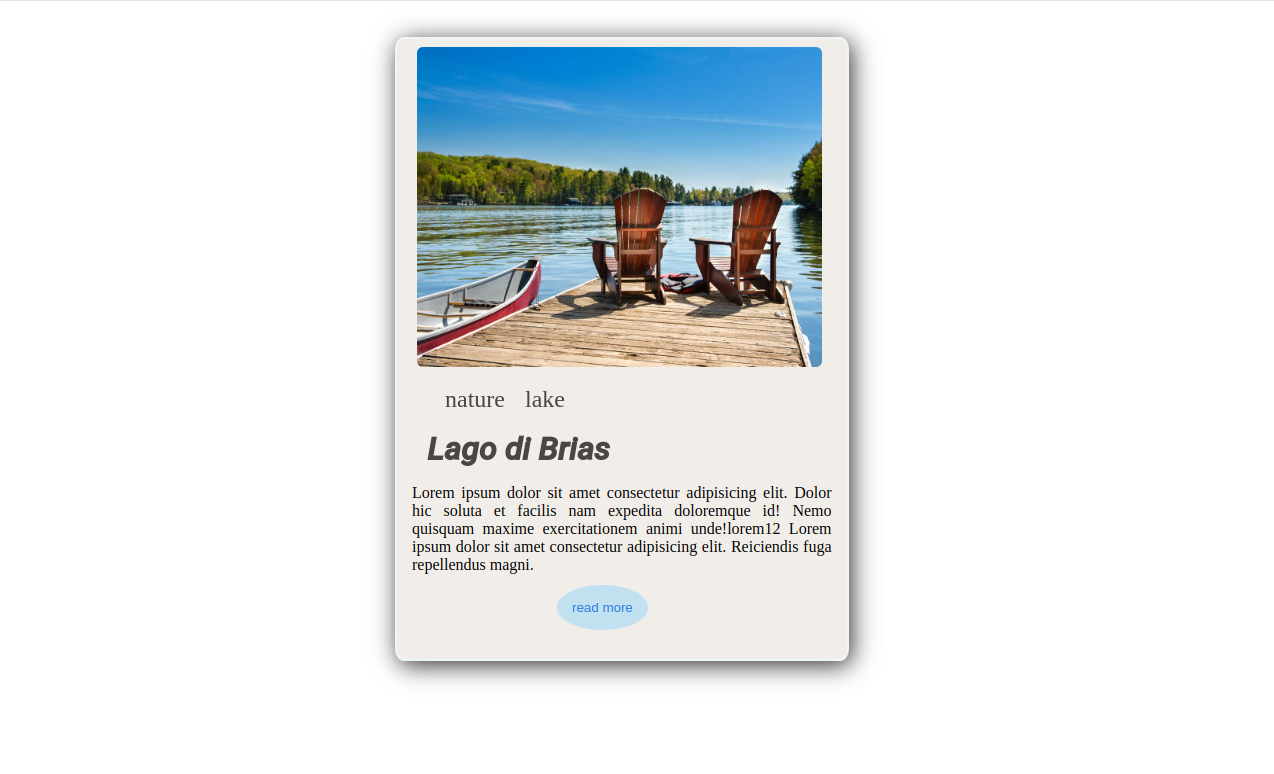 nature lake
Lago di Brias
Lorem ipsum dolor sit amet consectetur adipisicing elit. Dolor
hic soluta et facilis nam expedita doloremque id! Nemo
quisquam maxime exercitationem animi unde!lorem12 Lorem
ipsum dolor sit amet consectetur adipisicing elit. Reiciendis fuga
repellendus magni.
read more